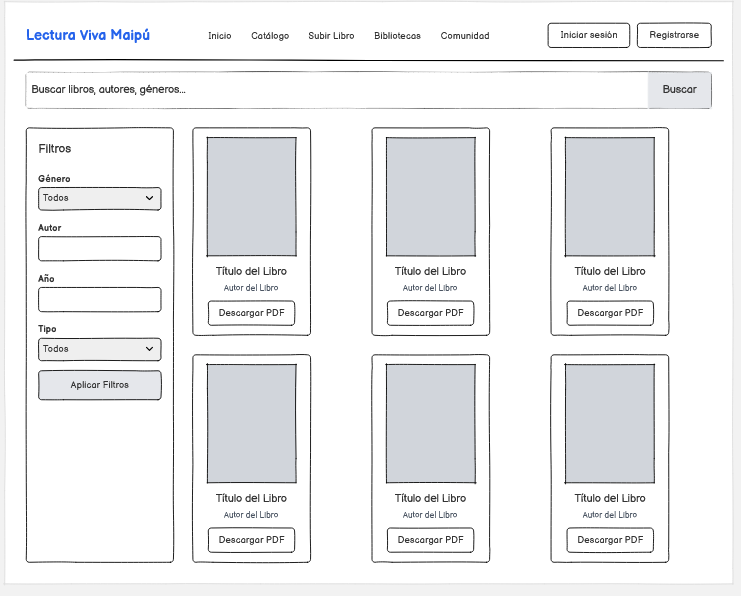 Lectura Viva Maipú
Inicio Catálogo Subir Libro Bibliotecas Comunidad Iniciar sesión Registrarse
Buscar libros, autores, géneros... Buscar
Filtros
Género
Todos
Autor
Año
Tipo
Todos
Aplicar Filtros
Título del Libro
Autor del Libro
Descargar PDF
Título del Libro
Autor del Libro
Descargar PDF
Título del Libro
Autor del Libro
Descargar PDF
Título del Libro
Autor del Libro
Descargar PDF
Título del Libro
Autor del Libro
Descargar PDF
Título del Libro
Autor del Libro
Descargar PDF